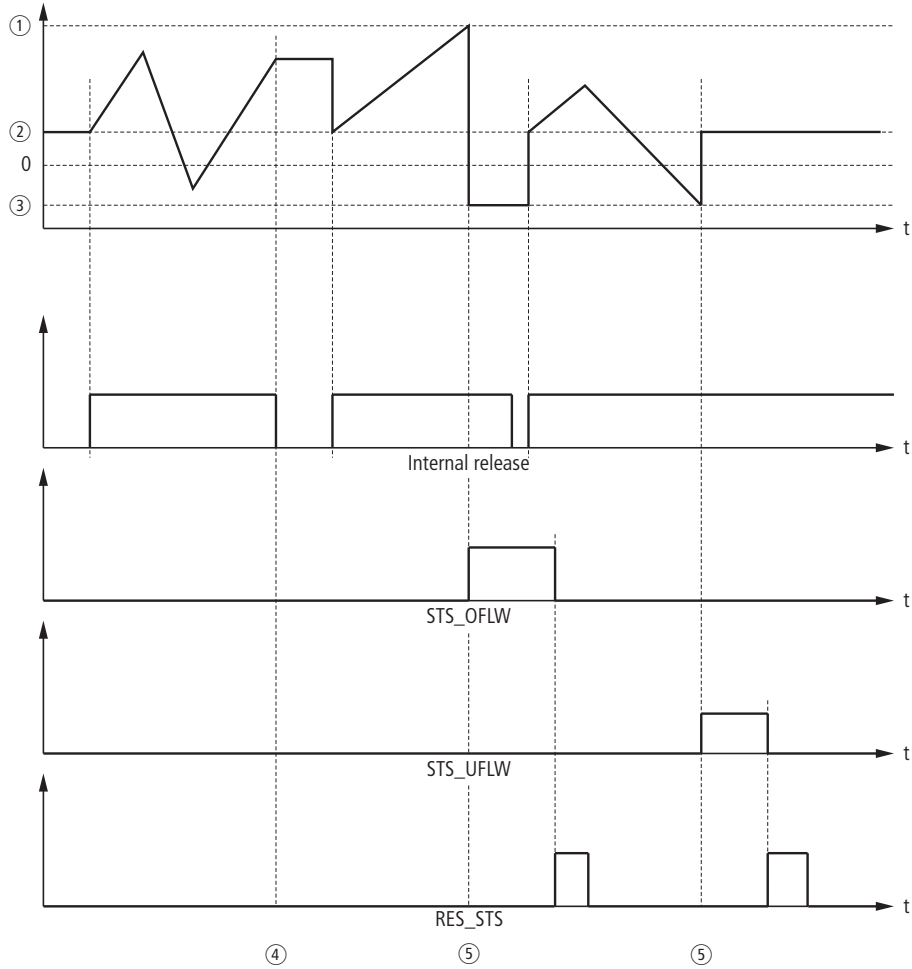 ①
②
0
③
t
t
Internal release
t
STS_OFLW
t
STS_UFLW
t
RES_STS
④ ⑤ ⑤